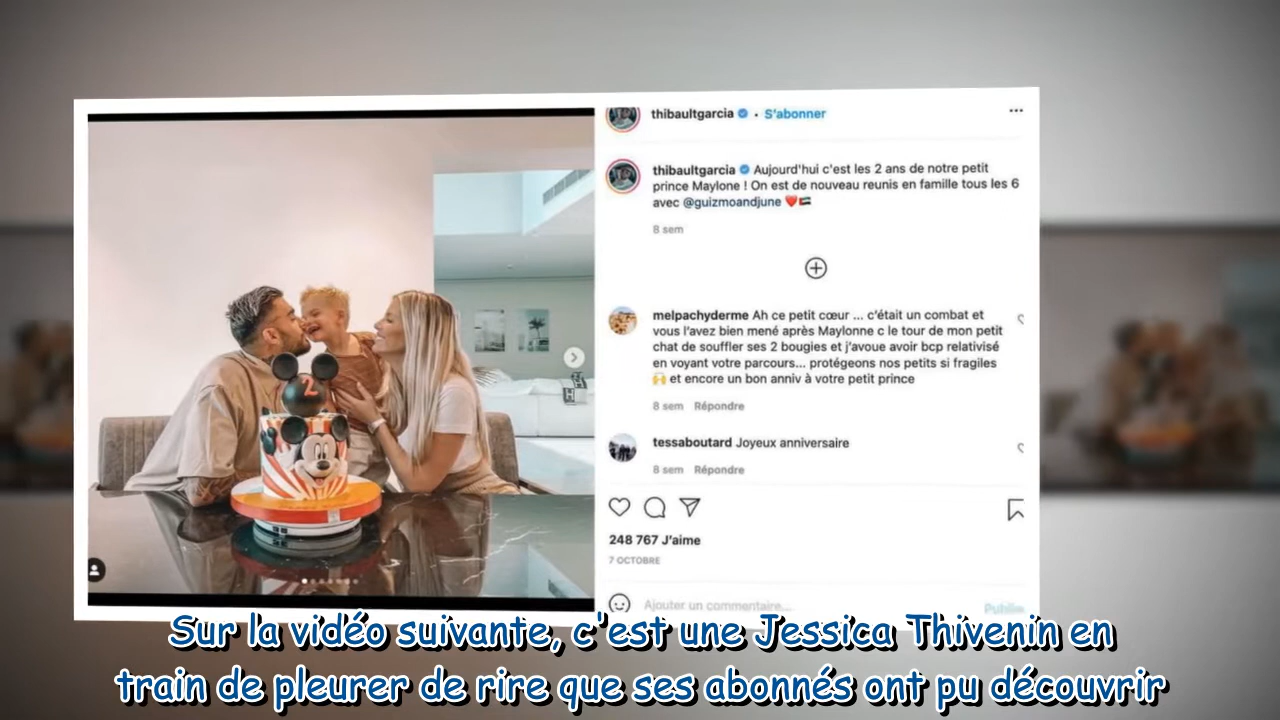 thibaultgarcia • S'abonner
thibaultgarcia Aujourd'hui c'est les 2 ans de notre petit
prince Maylone ! On est de nouveau reunis en famille tous les 6
avec @guizmoandjune ❤️🇦🇪
8 sem
melpachyderme Ah ce petit cœur ... c'était un combat et
vous l'avez bien mené après Maylonne c le tour de mon petit
chat de souffler ses 2 bougies et j'avoue avoir bcp relativisé
en voyant votre parcours... protégeons nos petits si fragiles
🙌 et encore un bon anniv à votre petit prince
8 sem Répondre
tessaboutard Joyeux anniversaire
8 sem Répondre
248 767 J'aime
7 OCTOBRE
Ajouter un commentaire... Publier
2
Sur la vidéo suivante, c'est une Jessica Thivenin en
train de pleurer de rire que ses abonnés ont pu découvrir